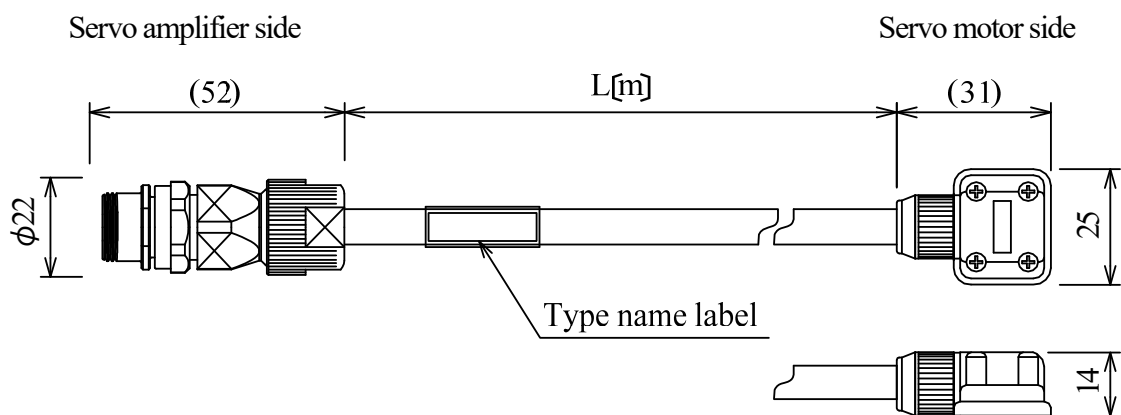 Servo amplifier side
Servo motor side
(52)
L[m]
(31)
ϕ22
25
Type name label
14